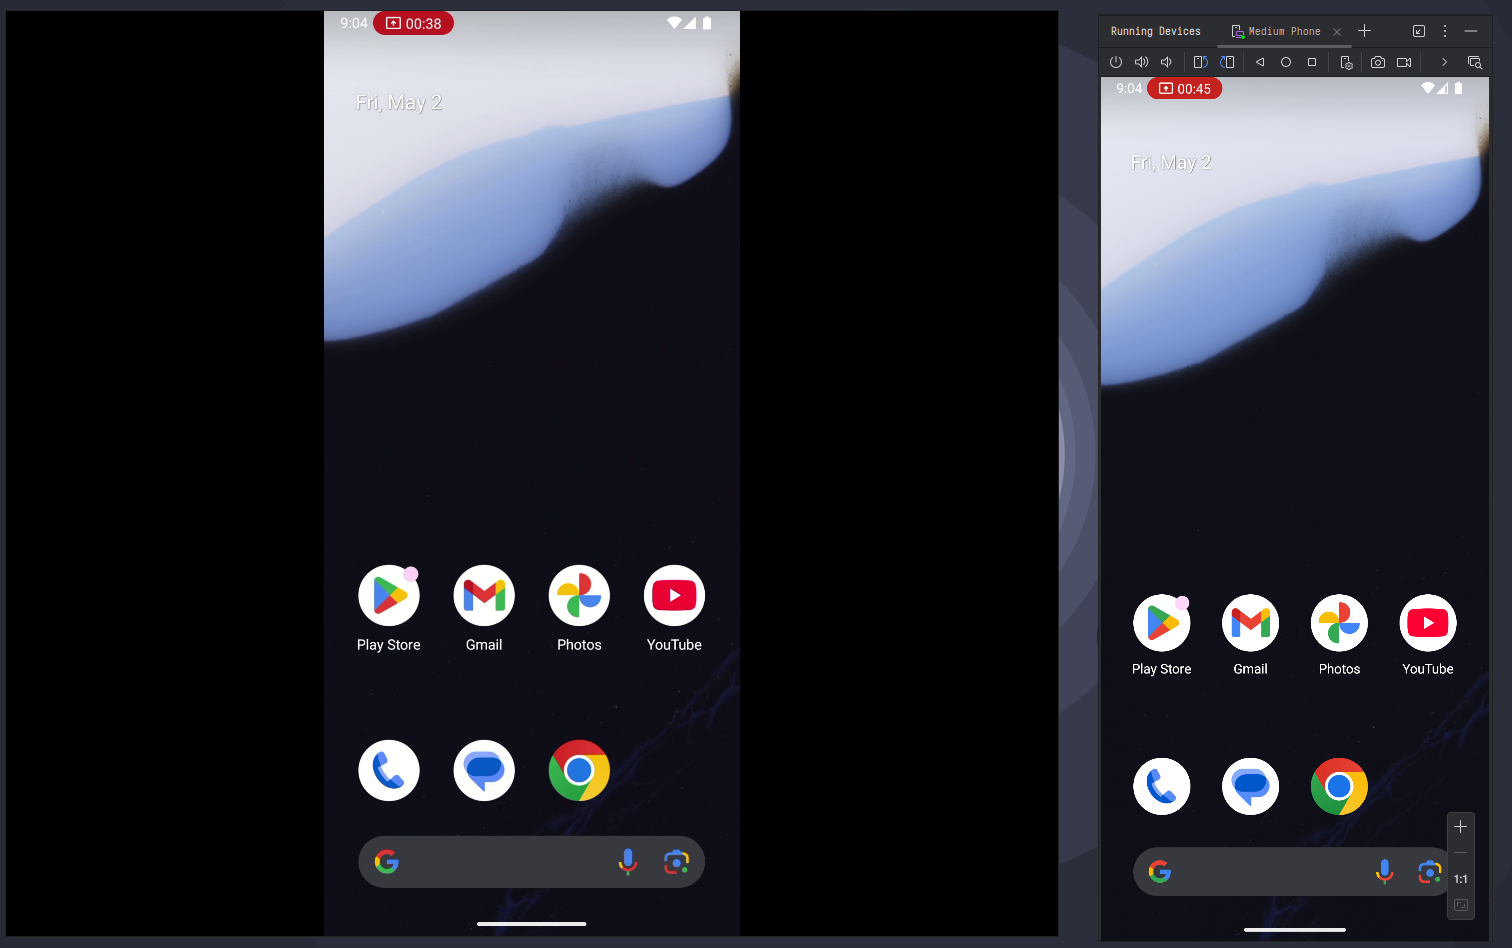 9:04 00:38
Fri, May 2
Play Store Gmail Photos YouTube
Running Devices Medium Phone
9:04 00:45
Fri, May 2
Play Store Gmail Photos YouTube
1:1